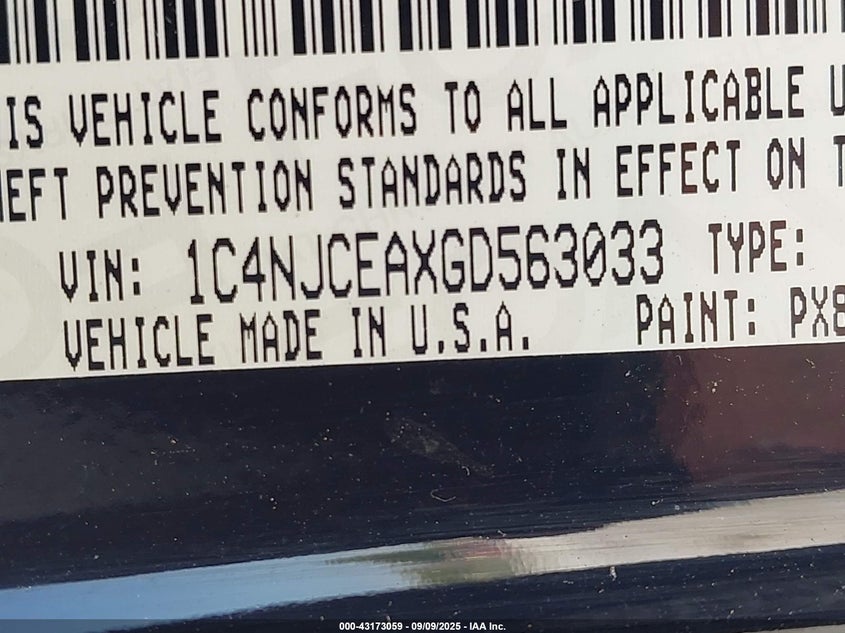 IS VEHICLE CONFORMS TO ALL APPLICABLE U
EFT PREVENTION STANDARDS IN EFFECT ON T
VIN: 1C4NJCEAXGD563033 TYPE:
VEHICLE MADE IN U.S.A. PAINT: PX8
000-43173059 - 09/09/2025 - IAA Inc.